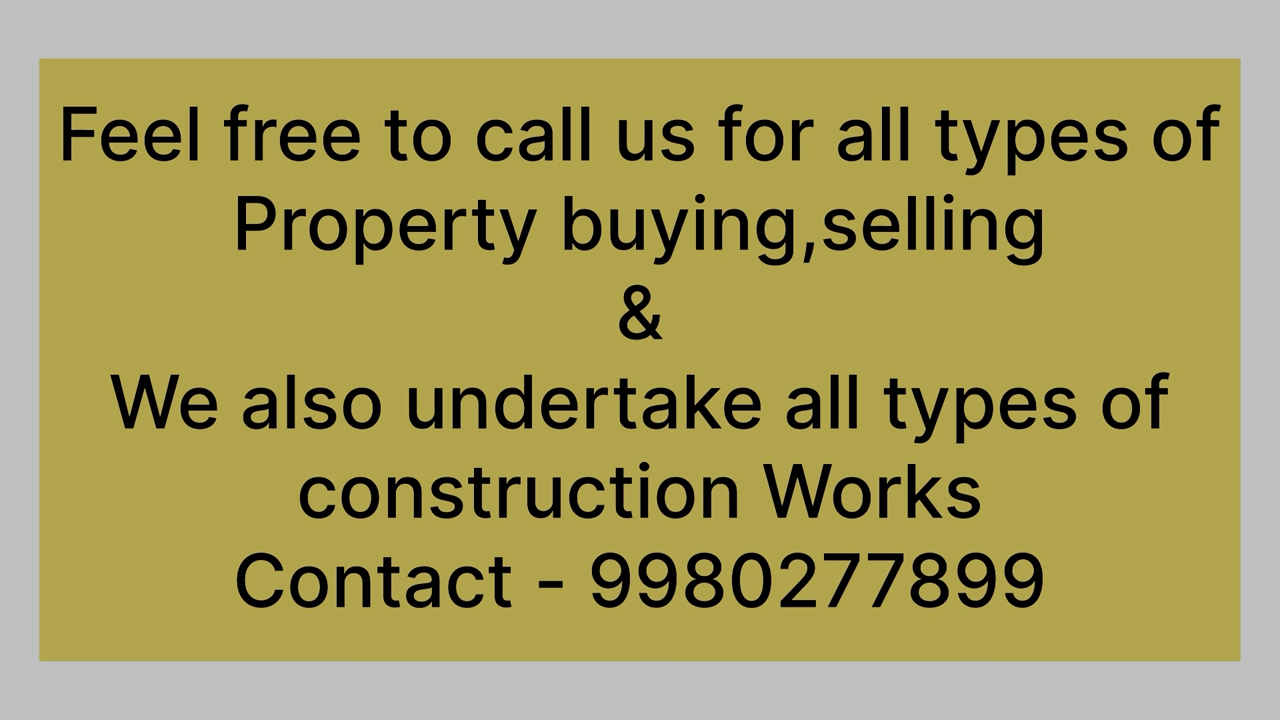 Feel free to call us for all types of
Property buying,selling
&
We also undertake all types of
construction Works
Contact - 9980277899